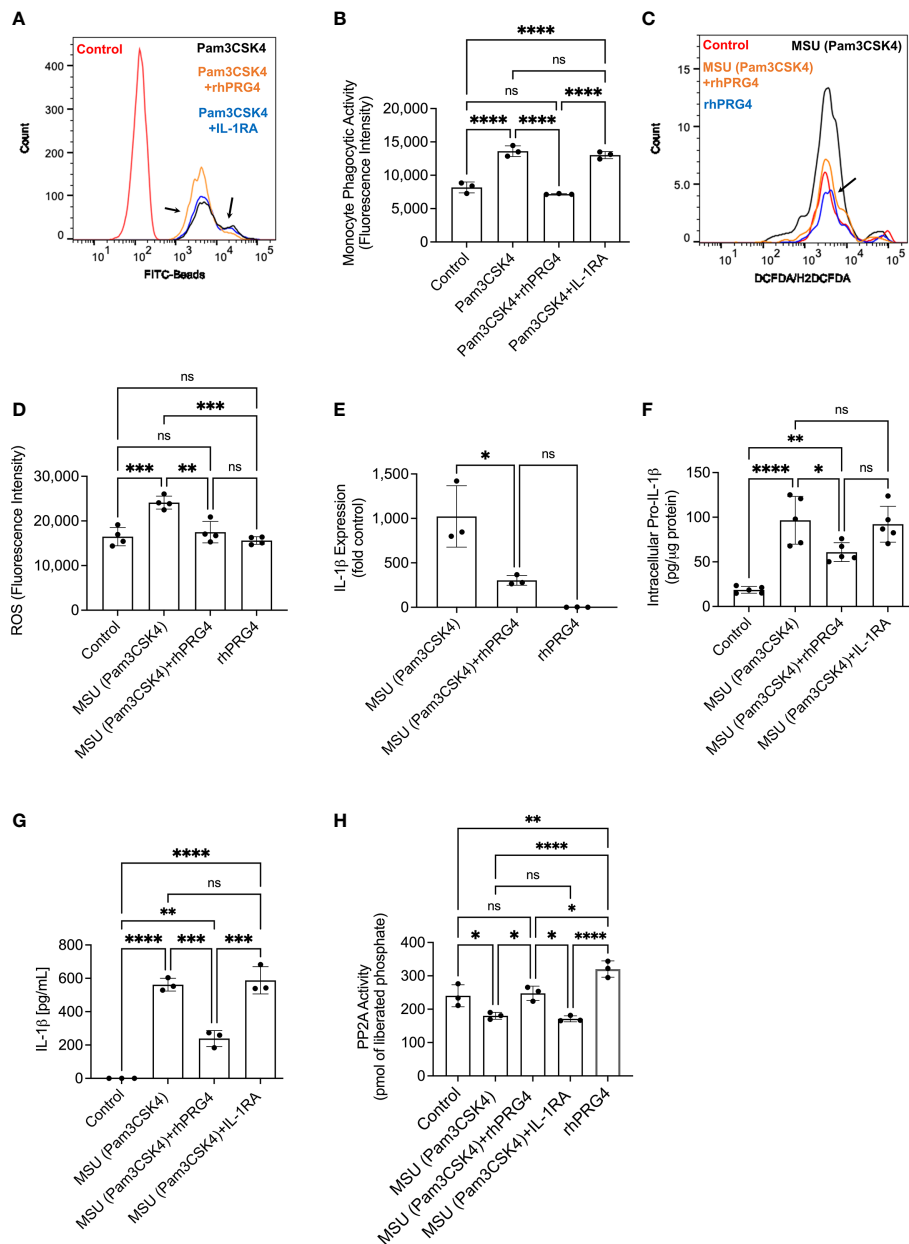 A
Control
Pam3CSK4
Pam3CSK4
+rhPRG4
Pam3CSK4
+IL-1RA
Count
400
300
200
100
0
10¹
10²
10³
10⁴
10⁵
FITC-Beads
B
****
ns
ns
****
****
****
Monocyte Phagocytic Activity
(Fluorescence Intensity)
20,000
15,000
10,000
5,000
Control
Pam3CSK4
Pam3CSK4+rhPRG4
Pam3CSK4+IL-1RA
C
Control
MSU (Pam3CSK4)
MSU (Pam3CSK4)
+rhPRG4
rhPRG4
Count
15
10
5.0
0
10¹
10²
10³
10⁴
10⁵
DCFDA/H2DCFDA
D
ns
***
ns
***
**
ns
ROS (Fluorescence Intensity)
30,000
20,000
10,000
0
Control
MSU (Pam3CSK4)
MSU (Pam3CSK4)+rhPRG4
rhPRG4
E
*
ns
IL-1β Expression
(fold control)
1,500
1,000
500
0
MSU (Pam3CSK4)
MSU (Pam3CSK4)+rhPRG4
rhPRG4
F
ns
**
****
*
ns
Intracellular Pro-IL-1β
(pg/μg protein)
150
100
50
0
Control
MSU (Pam3CSK4)
MSU (Pam3CSK4)+rhPRG4
MSU (Pam3CSK4)+IL-1RA
G
****
ns
**
****
***
***
IL-1β [pg/mL]
800
600
400
200
0
Control
MSU (Pam3CSK4)
MSU (Pam3CSK4)+rhPRG4
MSU (Pam3CSK4)+IL-1RA
H
**
****
ns
ns
*
*
*
*
****
PP2A Activity
(pmol of liberated phosphate)
400
300
200
100
0
Control
MSU (Pam3CSK4)
MSU (Pam3CSK4)+rhPRG4
MSU (Pam3CSK4)+IL-1RA
rhPRG4